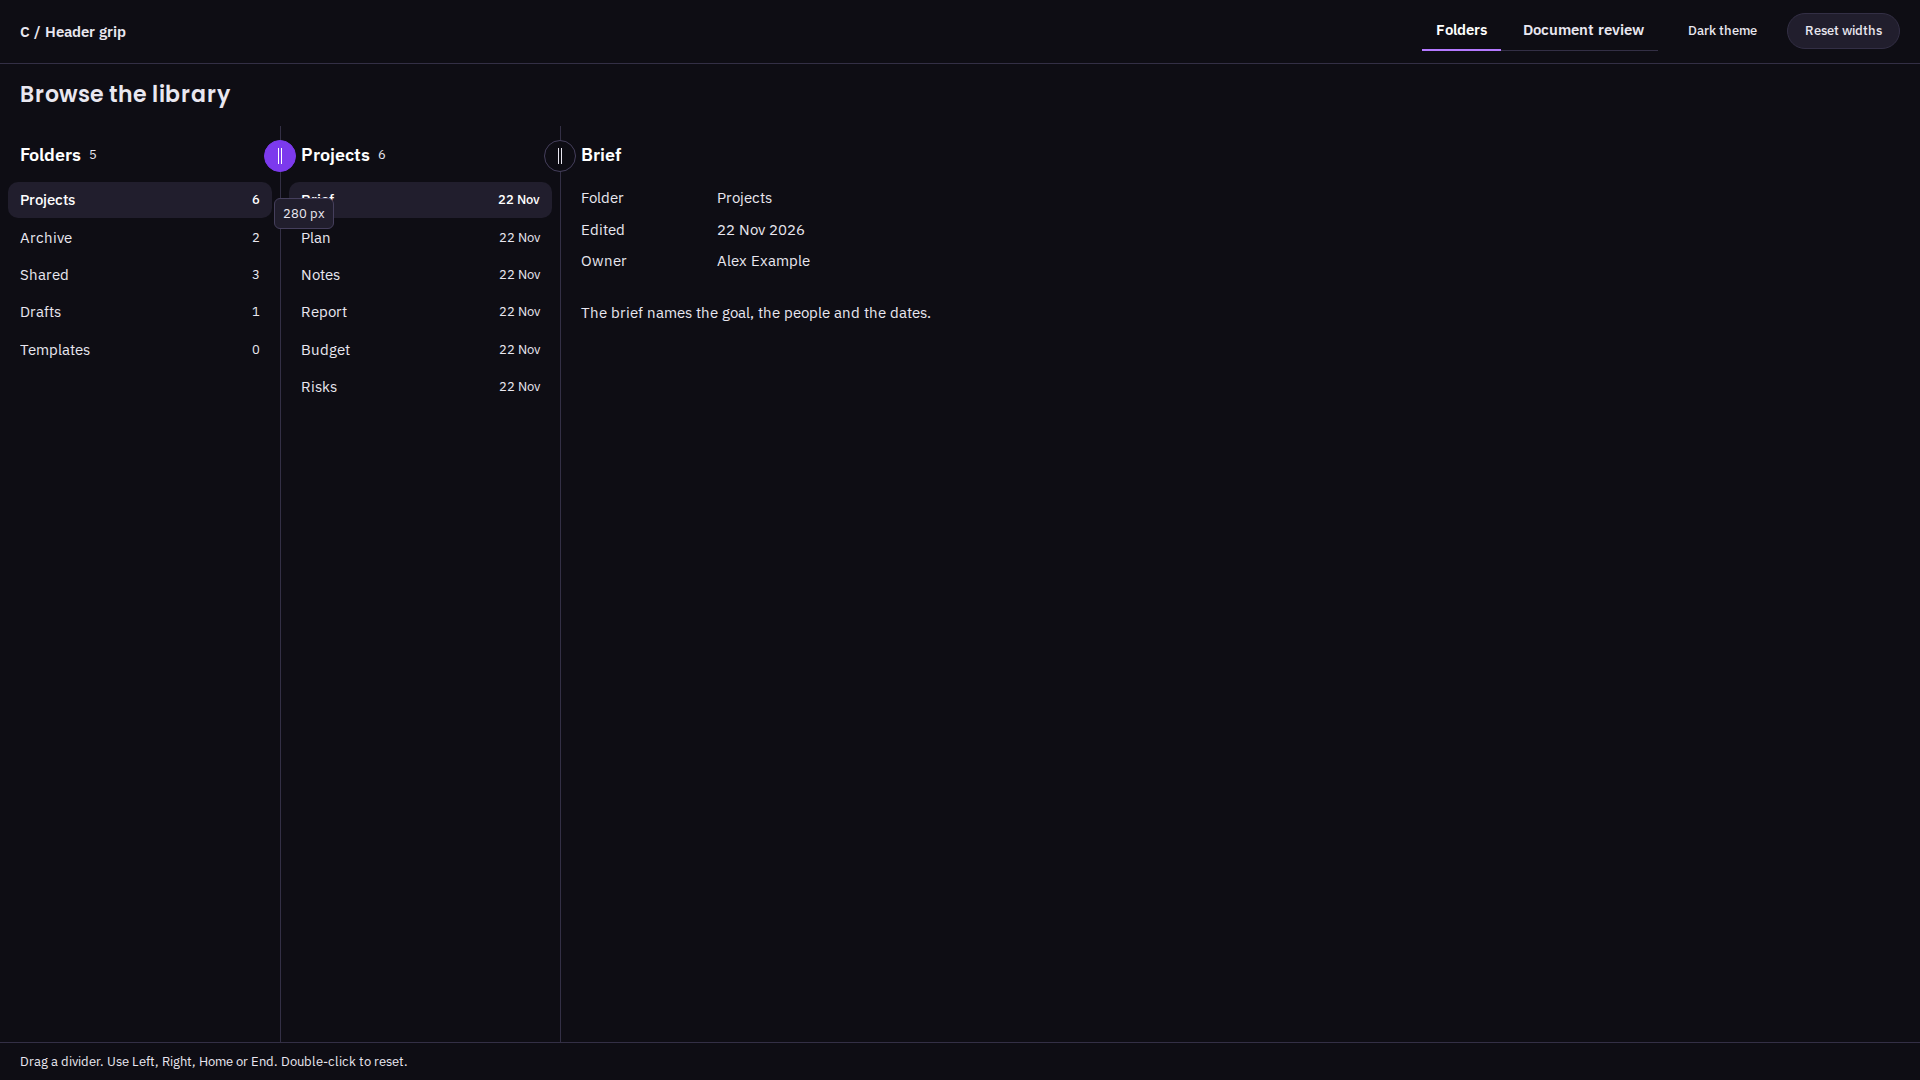 C / Header grip
Folders
Document review
Dark theme
Reset widths
Browse the library
Folders 5
Projects 6
Brief
Projects 6
22 Nov
280 px
Archive 2
Plan 22 Nov
Shared 3
Notes 22 Nov
Drafts 1
Report 22 Nov
Templates 0
Budget 22 Nov
Risks 22 Nov
Folder Projects
Edited 22 Nov 2026
Owner Alex Example
The brief names the goal, the people and the dates.
Drag a divider. Use Left, Right, Home or End. Double-click to reset.